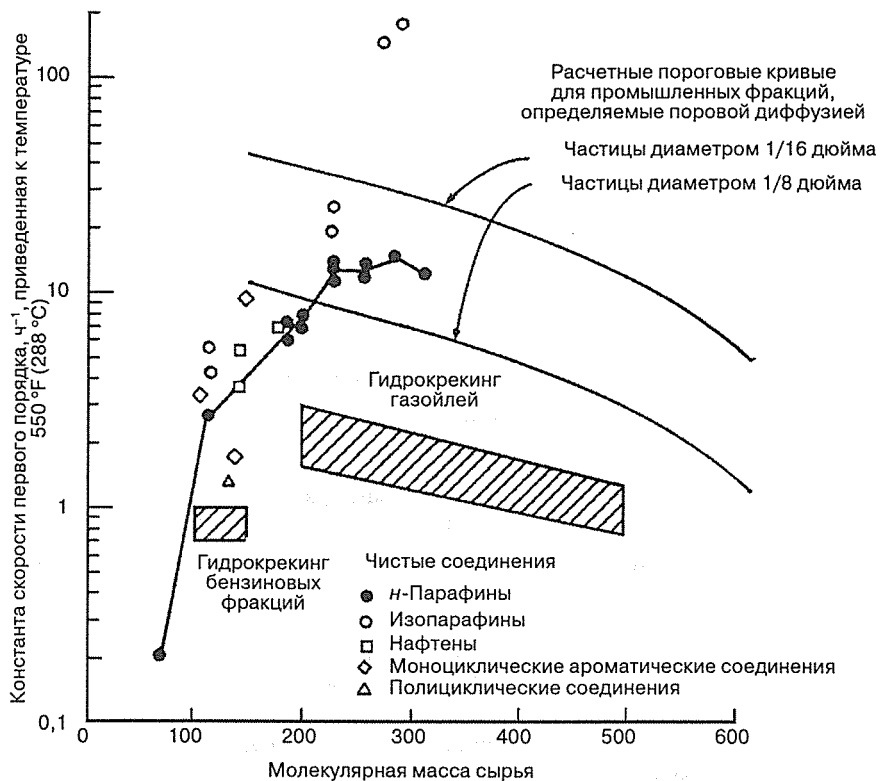 Константа скорости первого порядка, ч⁻¹, приведенная к температуре
550 °F (288 °C)
100
10
1
0,1
Расчетные пороговые кривые
для промышленных фракций,
определяемые поровой диффузией
Частицы диаметром 1/16 дюйма
Частицы диаметром 1/8 дюйма
Гидрокрекинг
газойлей
Гидрокрекинг
бензиновых
фракций
Чистые соединения
н-Парафины
Изопарафины
Нафтены
Моноциклические ароматические соединения
Полициклические соединения
0
100
200
300
400
500
600
Молекулярная масса сырья